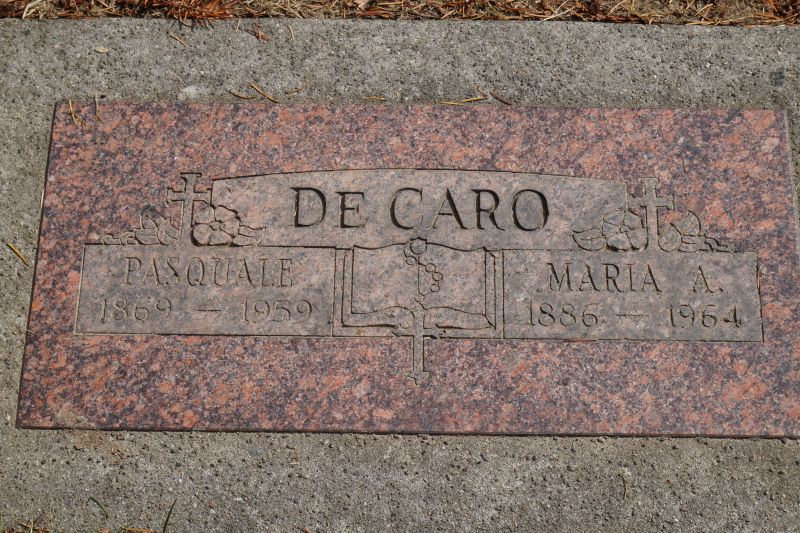 DE CARO
PASQUALE
1869 — 1959
MARIA A.
1886 — 1964